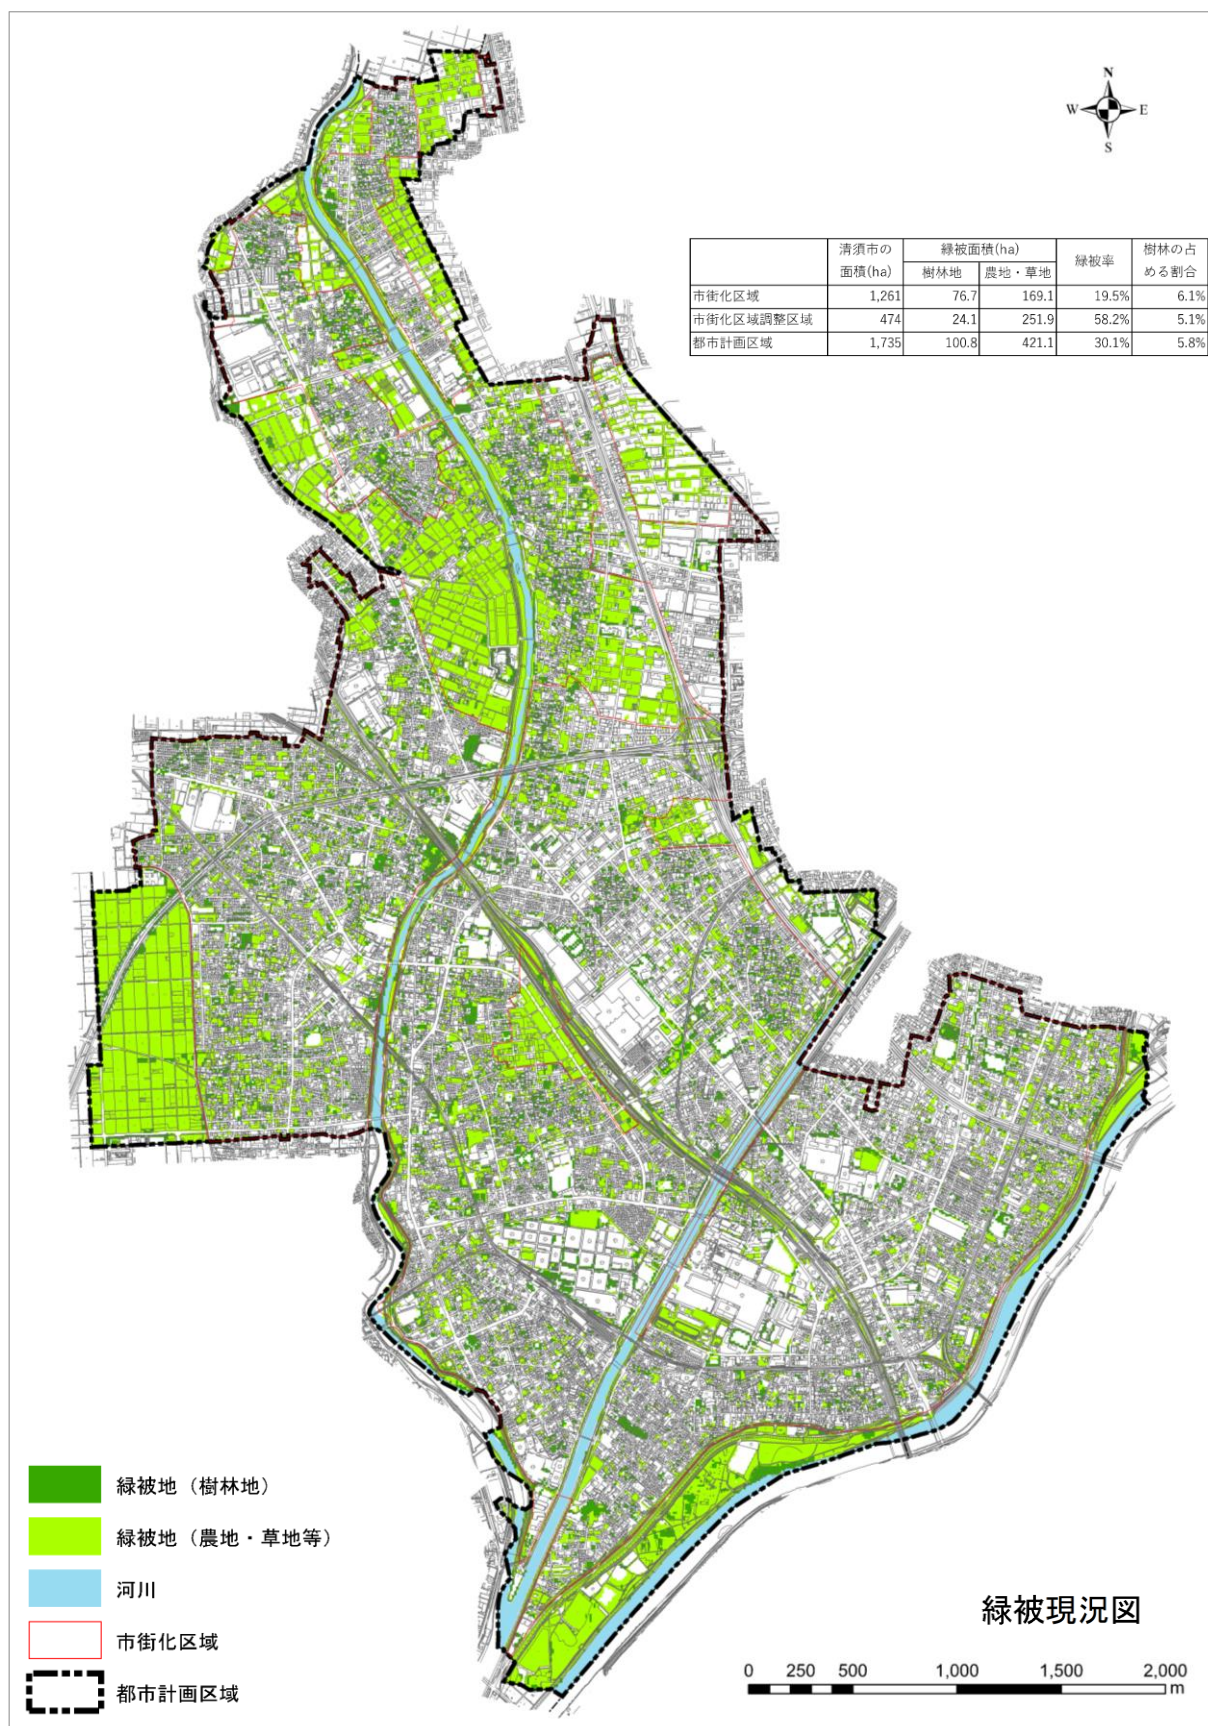 N
W E
S
清須市の 面積(ha) 緑被面積(ha) 緑被率 樹林の占める割合
樹林地 農地・草地
市街化区域 1,261 76.7 169.1 19.5% 6.1%
市街化区域調整区域 474 24.1 251.9 58.2% 5.1%
都市計画区域 1,735 100.8 421.1 30.1% 5.8%
緑被地（樹林地）
緑被地（農地・草地等）
河川
市街化区域
都市計画区域
緑被現況図
0 250 500 1,000 1,500 2,000
m